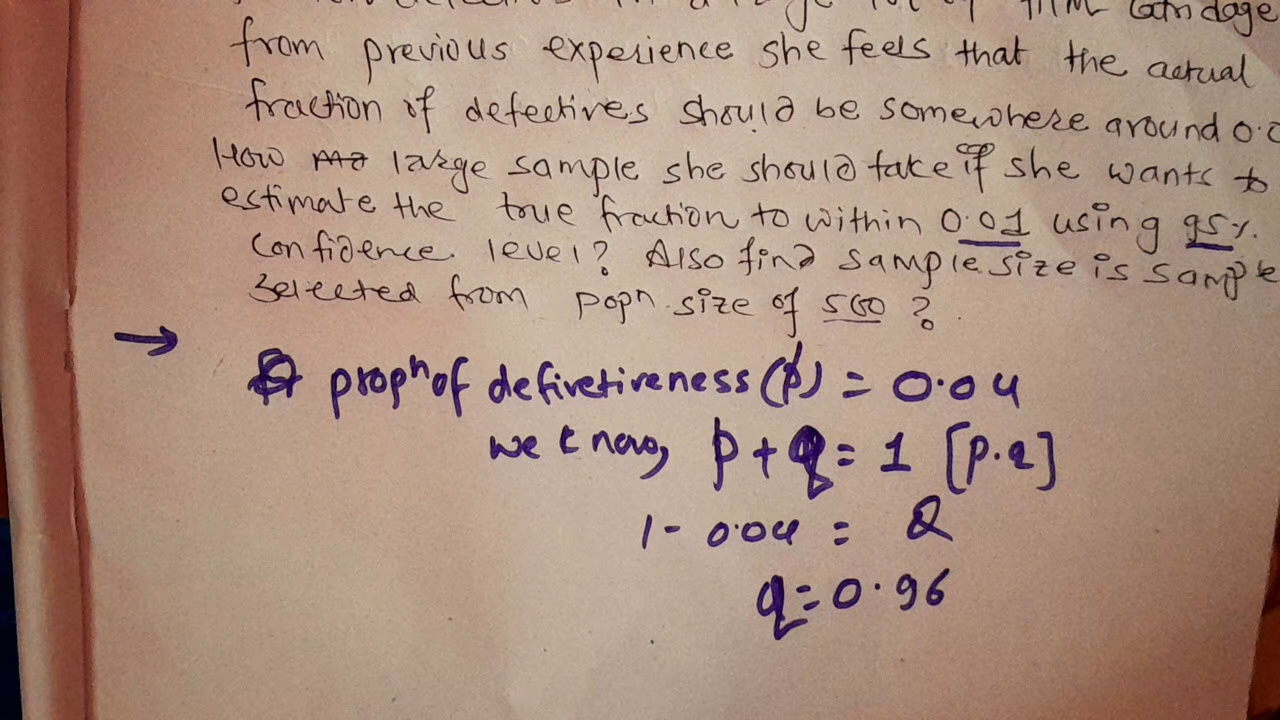 from previous experience she feels that the actual
fraction of defectives should be somewhere around 0.0
How large sample she should take if she wants to
estimate the true fraction to within 0.01 using 95%.
confidence level? Also find sample size is sample
selected from popn size of 500?
→
propn of defiretireness (p) = 0.04
we know, p + q = 1 [p.q]
1 - 0.04 = Q
q = 0.96